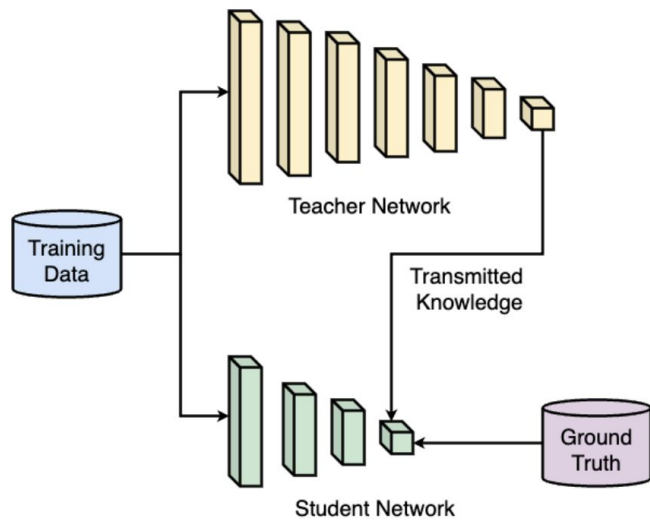 Teacher Network
Training
Data
Transmitted
Knowledge
Ground
Truth
Student Network